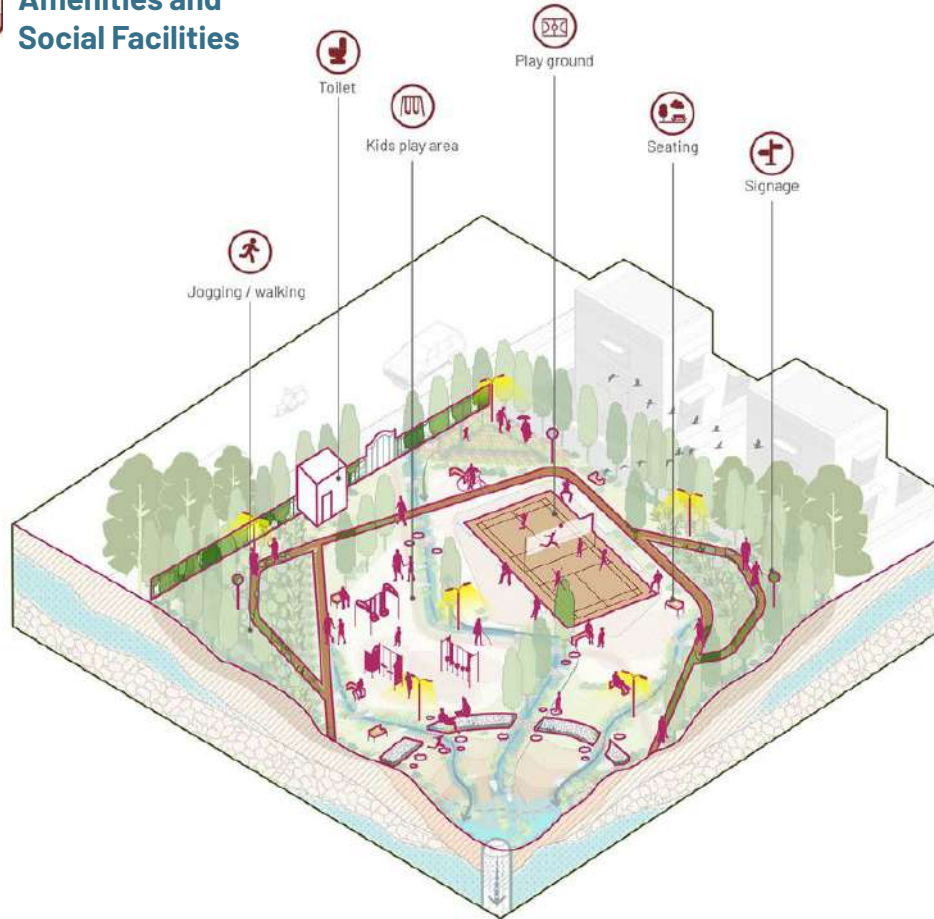 Amenities and
Social Facilities
Toilet
Kids play area
Play ground
Seating
Signage
Jogging / walking